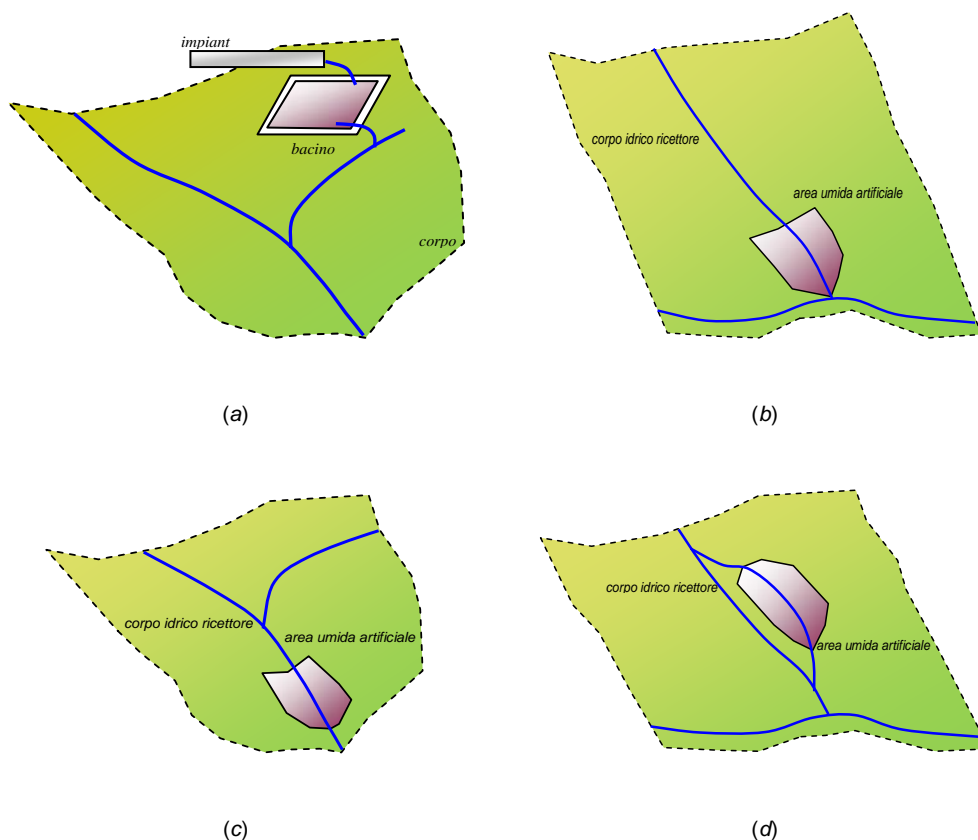 impiant
bacino
corpo
(a)
corpo idrico ricettore
area umida artificiale
(b)
corpo idrico ricettore
area umida artificiale
(c)
corpo idrico ricettore
area umida artificiale
(d)